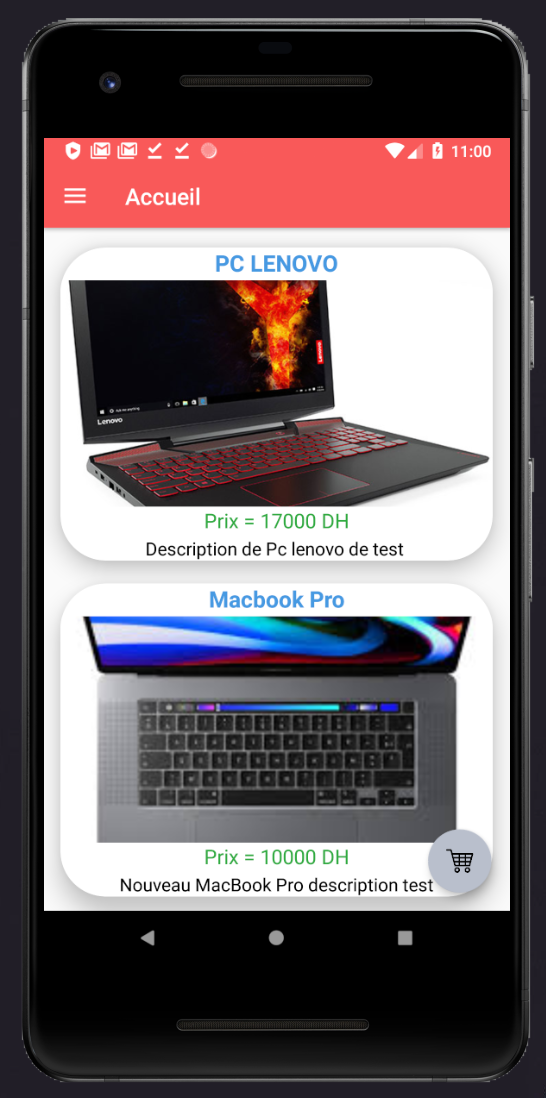 11:00
Accueil
PC LENOVO
Lenovo
Lenovo
Prix = 17000 DH
Description de Pc lenovo de test
Macbook Pro
Prix = 10000 DH
Nouveau MacBook Pro description test